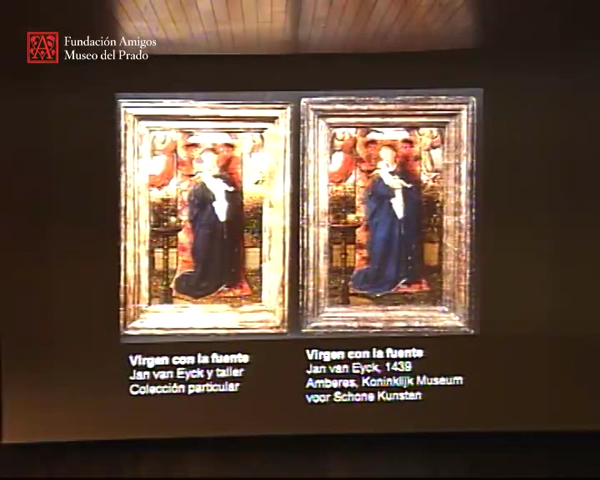 Fundación Amigos
Museo del Prado
Virgen con la fuente
Jan van Eyck y taller
Colección particular
Virgen con la fuente
Jan van Eyck, 1439
Amberes, Koninklijk Museum
voor Schone Kunsten